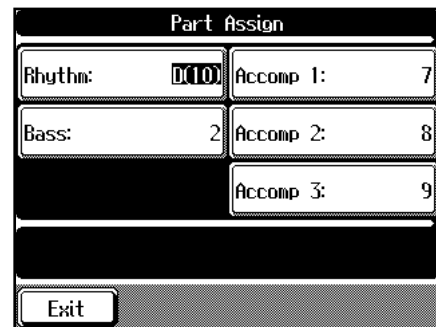 Part Assign
Rhythm: D(10) Accomp 1: 7
Bass: 2 Accomp 2: 8
Accomp 3: 9
Exit